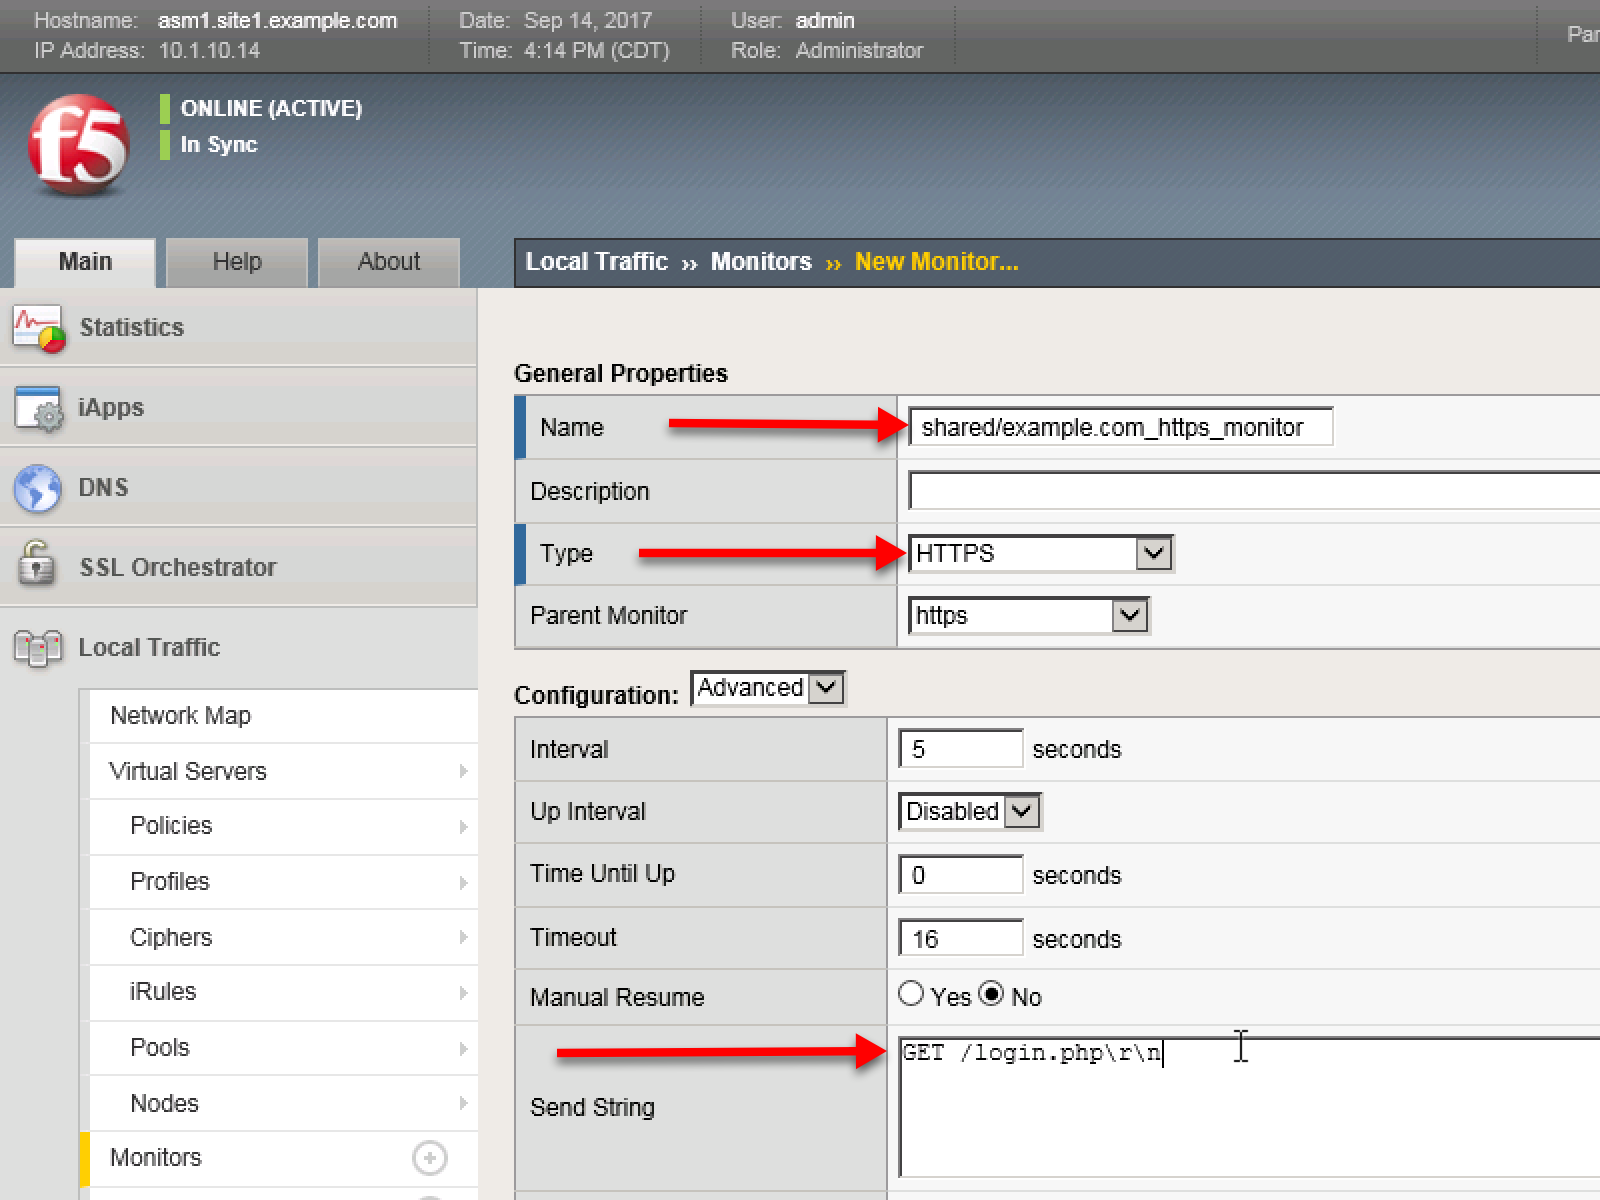 Hostname: asm1.site1.example.com Date: Sep 14, 2017 User: admin
IP Address: 10.1.10.14 Time: 4:14 PM (CDT) Role: Administrator
Par
f5
ONLINE (ACTIVE)
In Sync
Main Help About
Local Traffic ›› Monitors ›› New Monitor...
Statistics
iApps
DNS
SSL Orchestrator
Local Traffic
Network Map
Virtual Servers
Policies
Profiles
Ciphers
iRules
Pools
Nodes
Monitors
General Properties
Name shared/example.com_https_monitor
Description
Type HTTPS
Parent Monitor https
Configuration: Advanced
Interval 5 seconds
Up Interval Disabled
Time Until Up 0 seconds
Timeout 16 seconds
Manual Resume Yes No
Send String GET /login.php\r\n